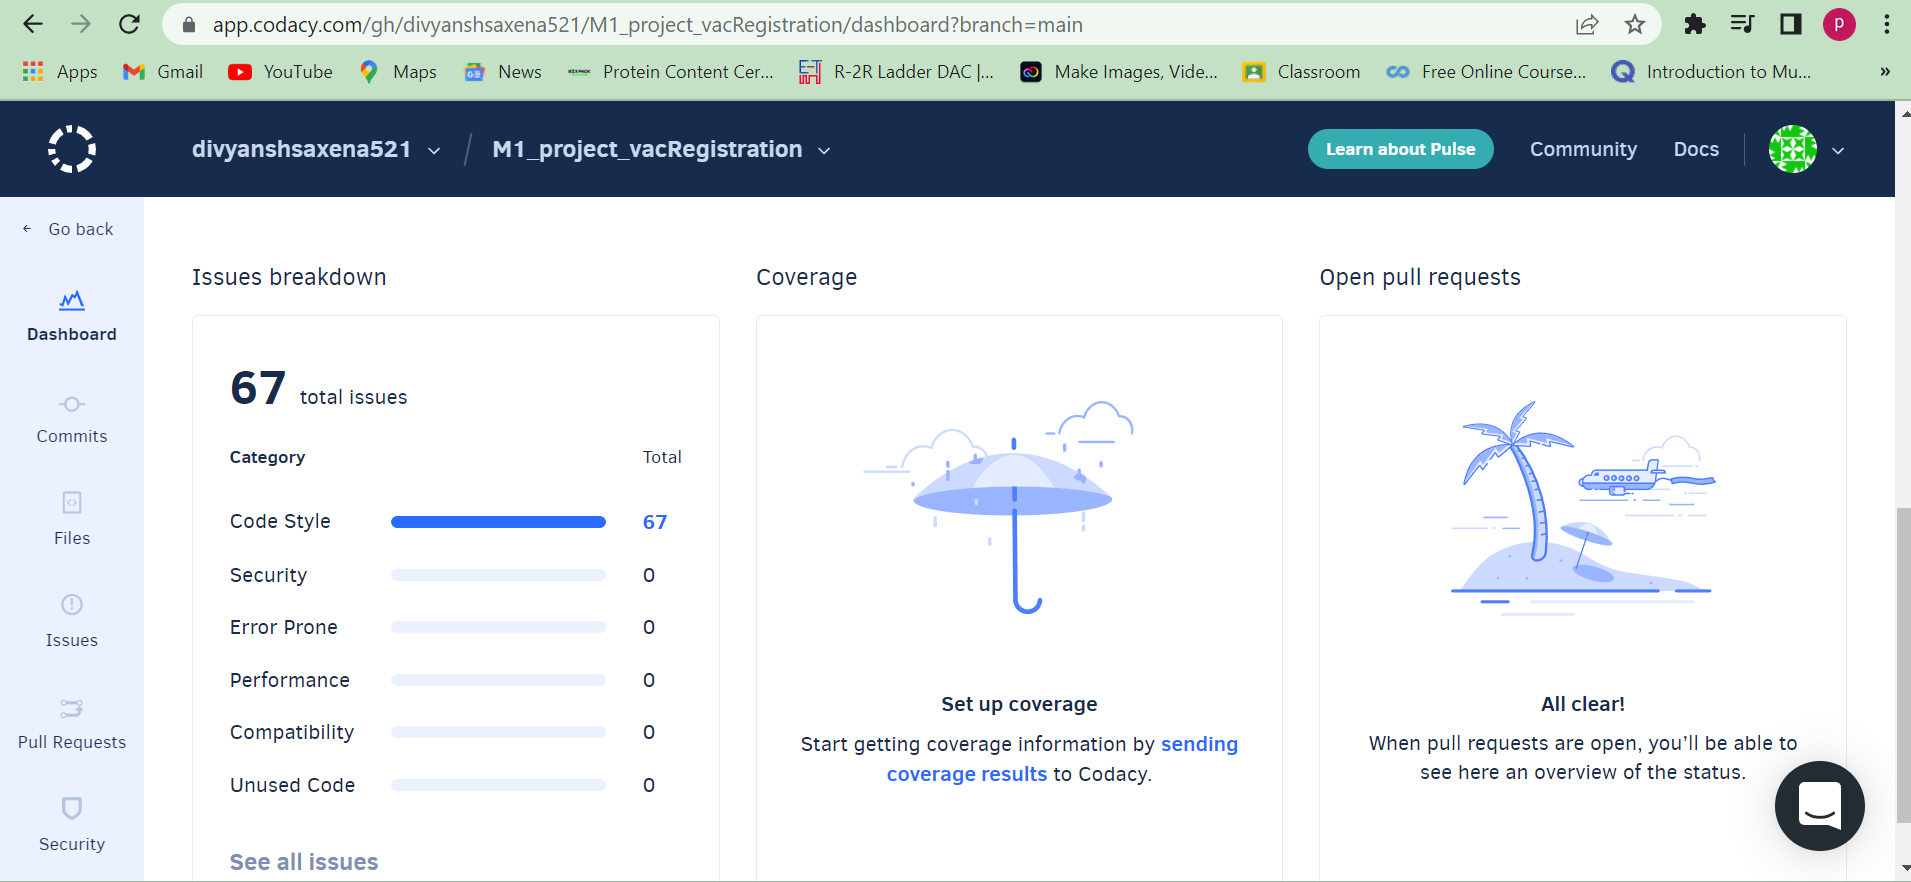 app.codacy.com/gh/divyanshsaxena521/M1_project_vacRegistration/dashboard?branch=main
p
Apps Gmail YouTube Maps News Protein Content Cer... R-2R Ladder DAC |... Make Images, Vide... Classroom Free Online Course... Introduction to Mu... »
divyanshsaxena521 / M1_project_vacRegistration Learn about Pulse Community Docs
Go back
Dashboard
Commits
Files
Issues
Pull Requests
Security
Issues breakdown
67 total issues
Category Total
Code Style 67
Security 0
Error Prone 0
Performance 0
Compatibility 0
Unused Code 0
See all issues
Coverage
Set up coverage
Start getting coverage information by sending
coverage results to Codacy.
Open pull requests
All clear!
When pull requests are open, you’ll be able to
see here an overview of the status.